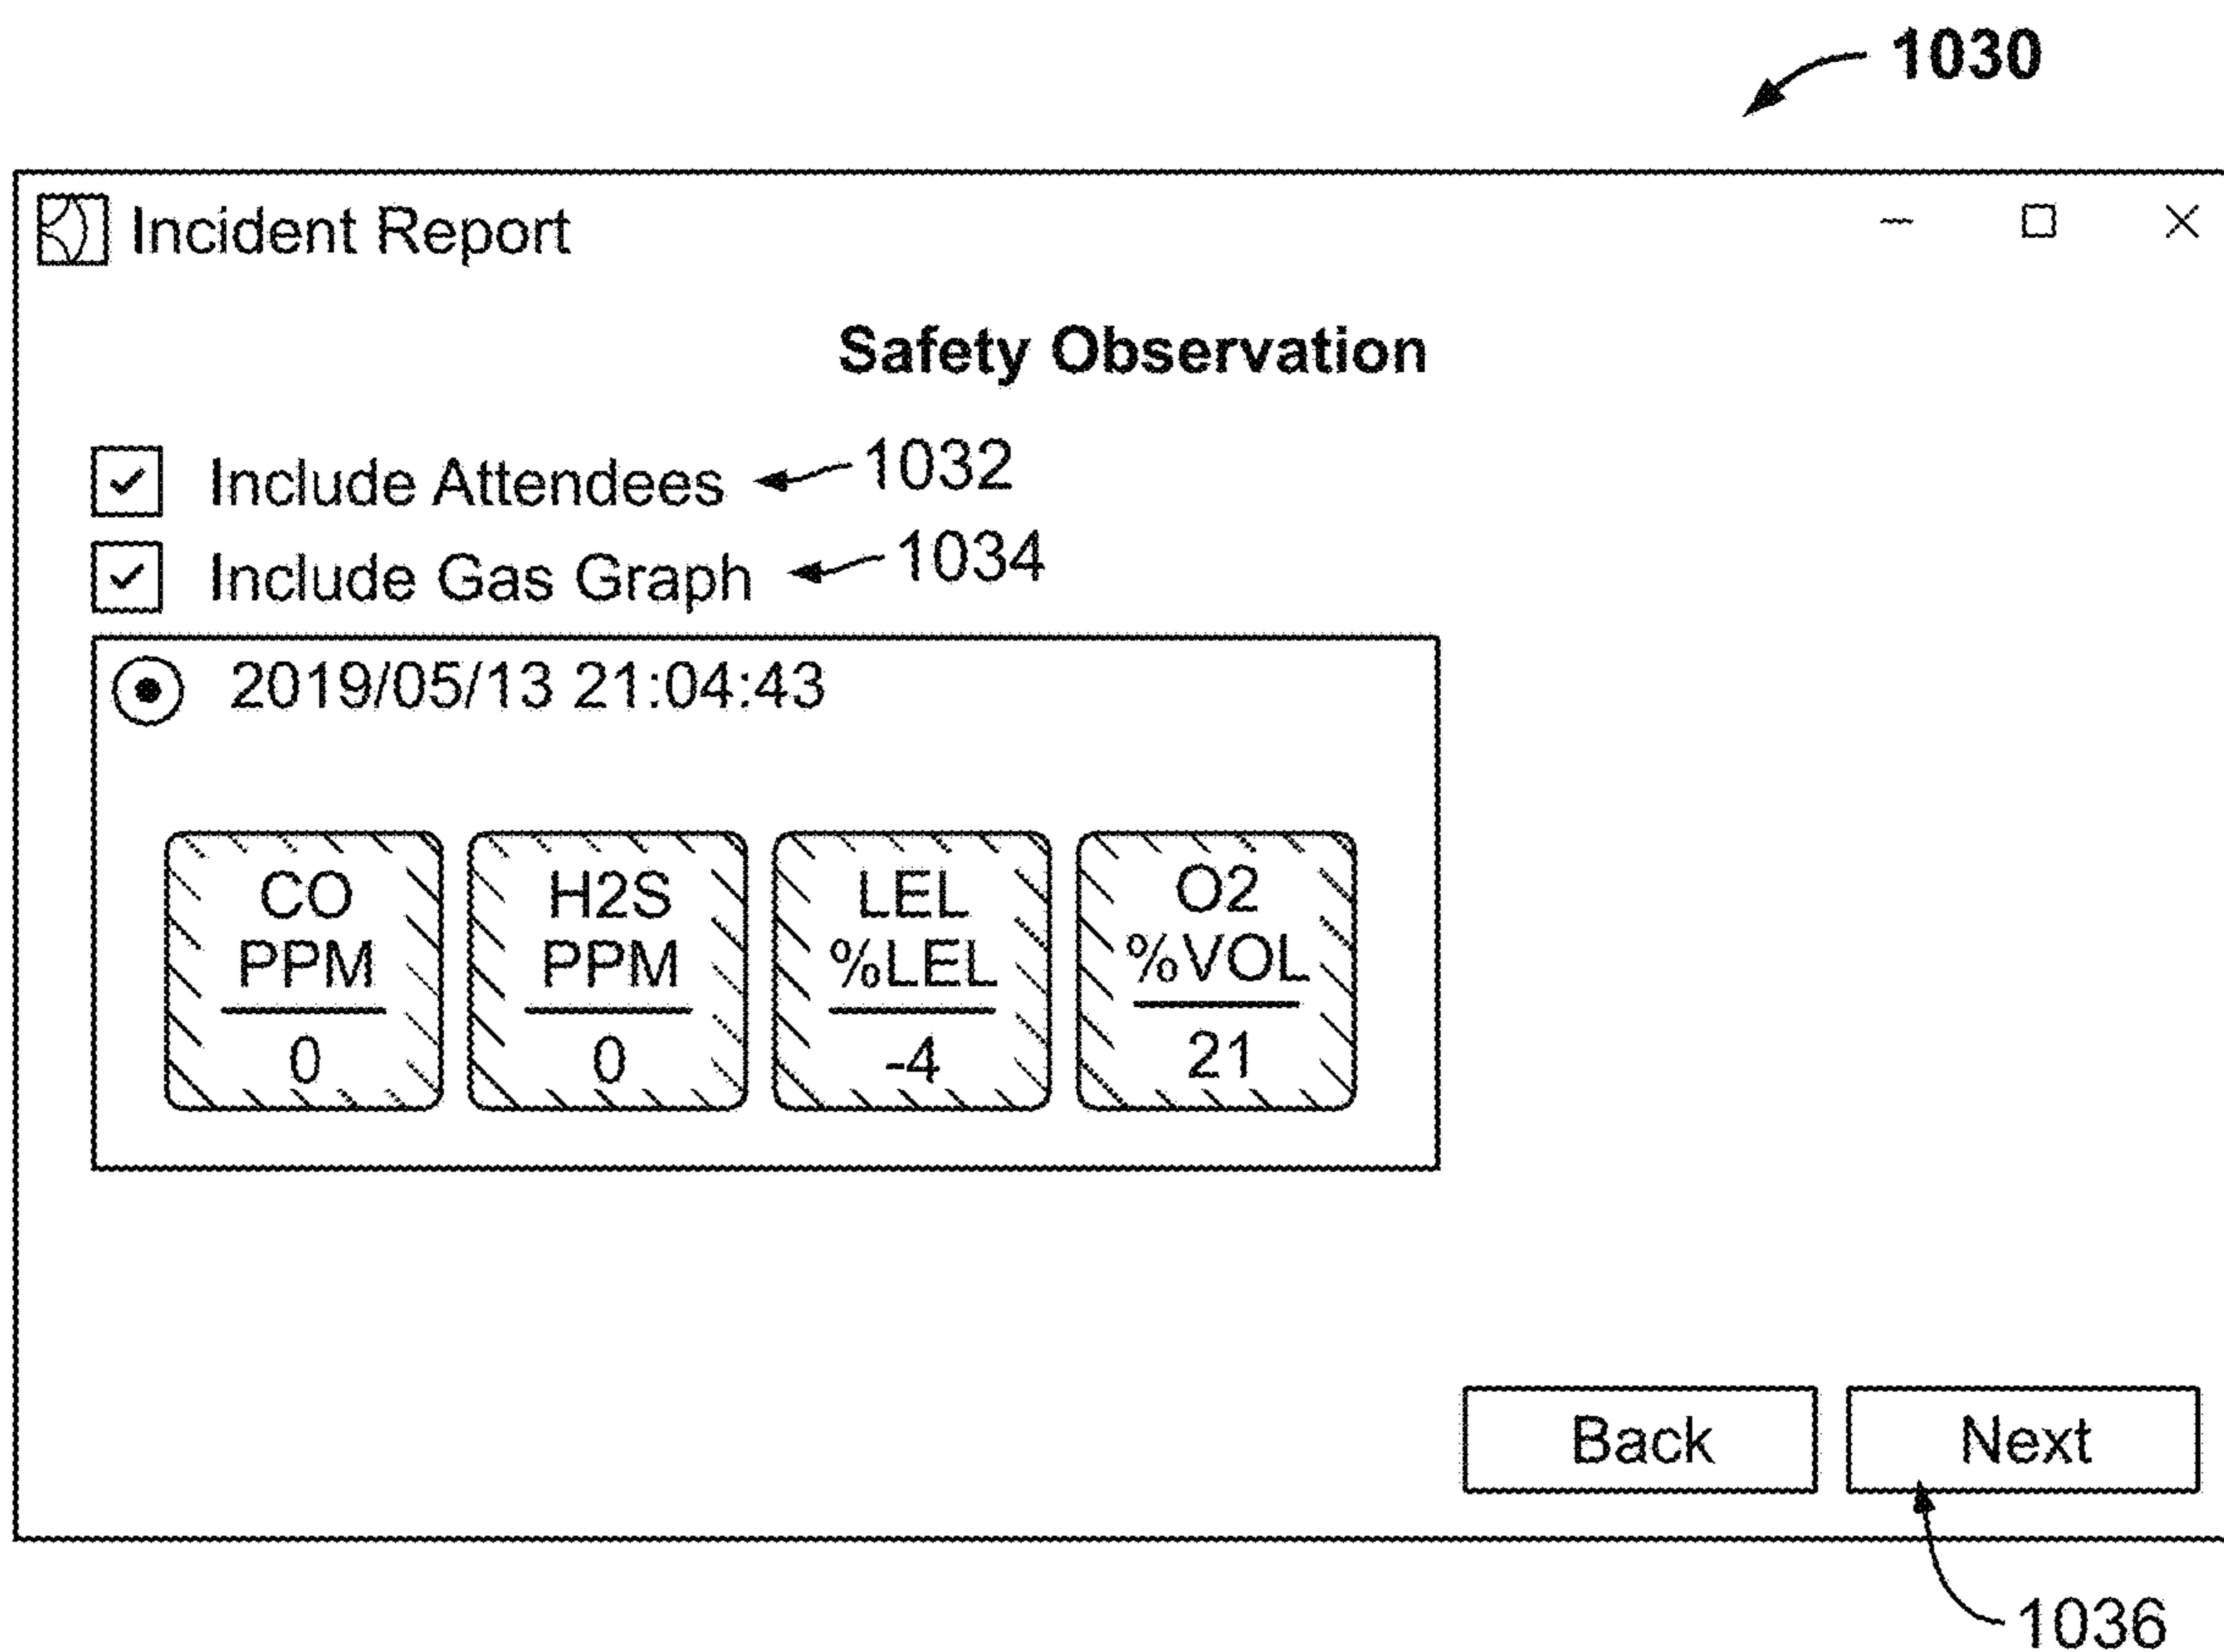 1030
Incident Report
Safety Observation
Include Attendees 1032
Include Gas Graph 1034
2019/05/13 21:04:43
CO H2S LEL O2
PPM PPM %LEL %VOL
0 0 -4 21
Back Next
1036